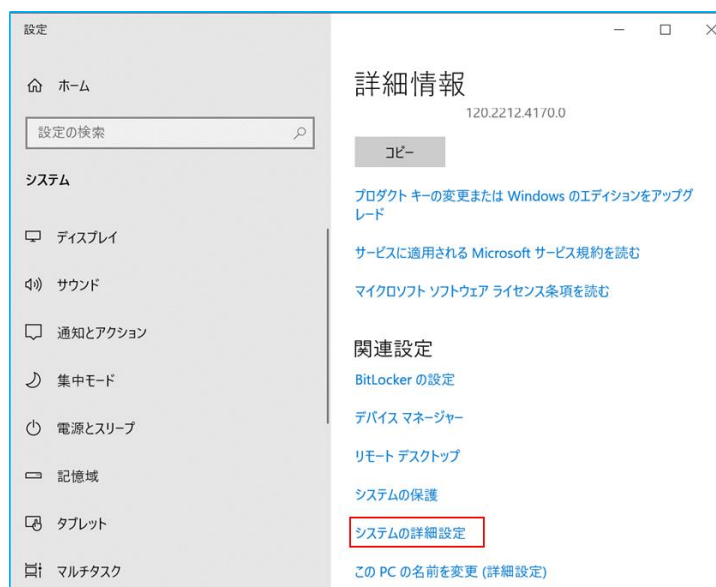 設定
ホーム
設定の検索
システム
ディスプレイ
サウンド
通知とアクション
集中モード
電源とスリープ
記憶域
タブレット
マルチタスク
詳細情報
120.2212.4170.0
コピー
プロダクト キーの変更または Windows のエディションをアップグ
レード
サービスに適用される Microsoft サービス規約を読む
マイクロソフト ソフトウェア ライセンス条項を読む
関連設定
BitLocker の設定
デバイス マネージャー
リモート デスクトップ
システムの保護
システムの詳細設定
この PC の名前を変更 (詳細設定)